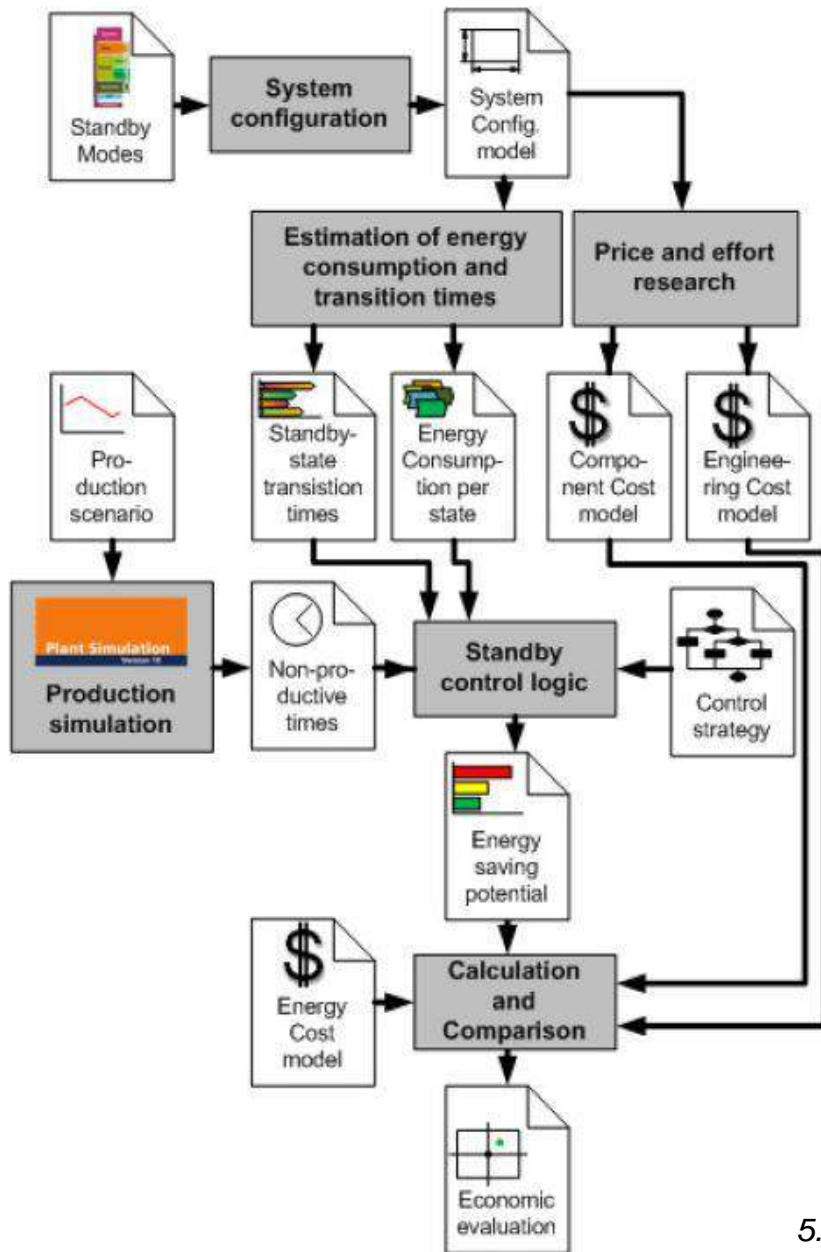 Standby
Modes
System
configuration
System
Config.
model
Estimation of energy
consumption and
transition times
Price and effort
research
Pro-
duction
scenario
Standby-
state
transistion
times
Energy
Consump-
tion per
state
Compo-
nent Cost
model
Enginee-
ring Cost
model
Plant Simulation
Version 10
Production
simulation
Non-pro-
ductive
times
Standby
control logic
Control
strategy
Energy
saving
potential
Energy
Cost
model
Calculation
and
Comparison
Economic
evaluation
5.